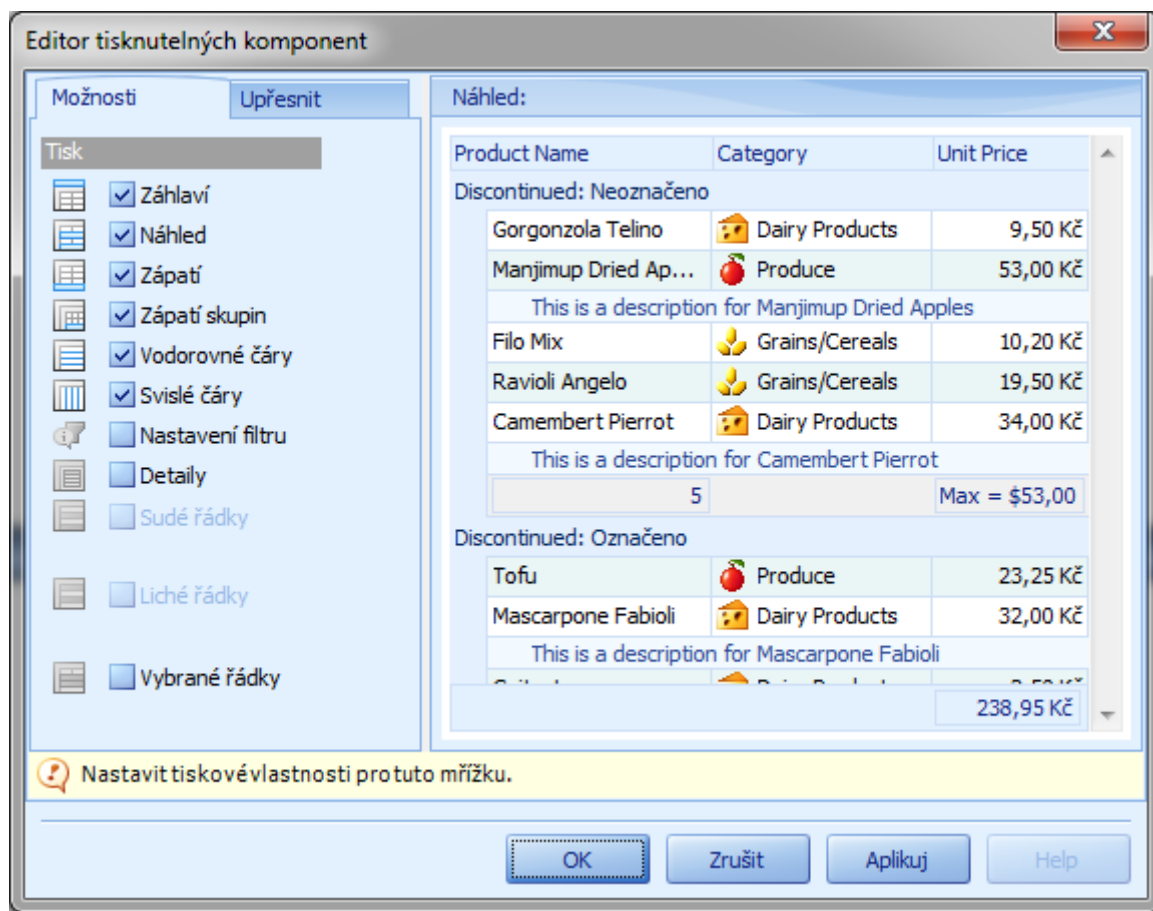 Editor tisknutelných komponent
Možnosti
Upřesnit
Tisk
Záhlaví
Náhled
Zápatí
Zápatí skupin
Vodorovné čáry
Svislé čáry
Nastavení filtru
Detaily
Sudé řádky
Liché řádky
Vybrané řádky
Náhled:
Product Name Category Unit Price
Discontinued: Neoznačeno
Gorgonzola Telino Dairy Products 9,50 Kč
Manjimup Dried Ap... Produce 53,00 Kč
This is a description for Manjimup Dried Apples
Filo Mix Grains/Cereals 10,20 Kč
Ravioli Angelo Grains/Cereals 19,50 Kč
Camembert Pierrot Dairy Products 34,00 Kč
This is a description for Camembert Pierrot
5 Max = $53,00
Discontinued: Označeno
Tofu Produce 23,25 Kč
Mascarpone Fabioli Dairy Products 32,00 Kč
This is a description for Mascarpone Fabioli
238,95 Kč
Nastavit tiskové vlastnosti pro tuto mřížku.
OK Zrušit Aplikuj Help